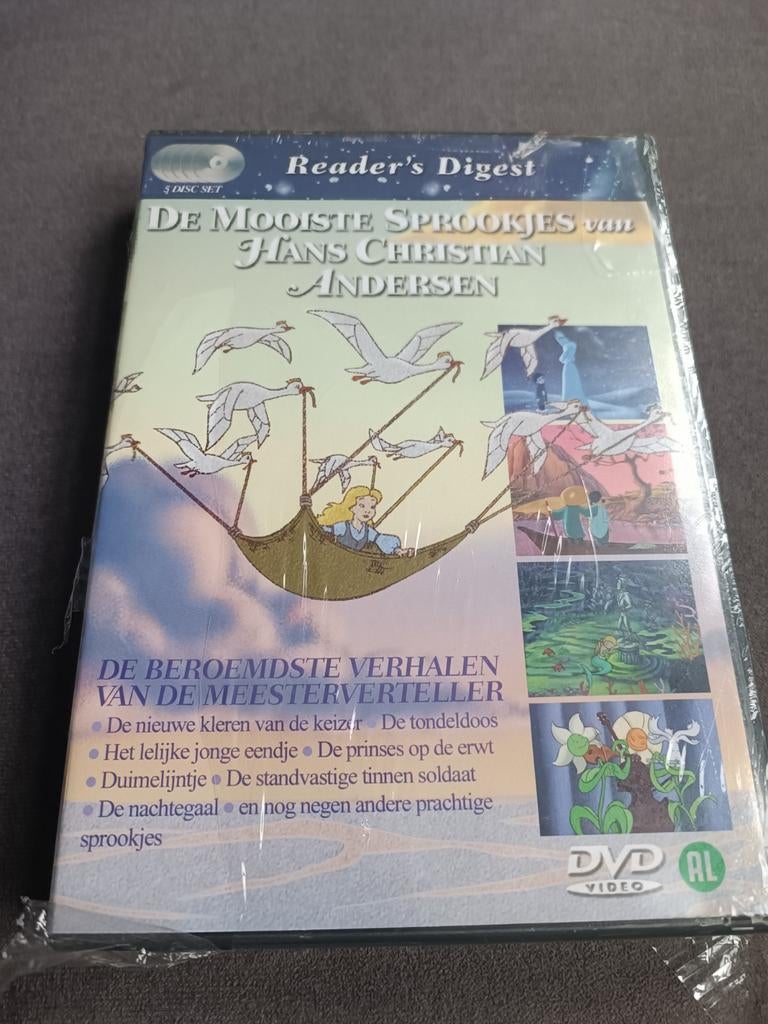 Reader's Digest
5 DISC SET
DE MOOISTE SPROOKJES van
HANS CHRISTIAN
ANDERSEN
DE BEROEMDSTE VERHALEN
VAN DE MEESTERVERTELLER
• De nieuwe kleren van de keizer • De tondeldoos
• Het lelijke jonge eendje • De prinses op de erwt
• Duimelijntje • De standvastige tinnen soldaat
• De nachtegaal • en nog negen andere prachtige
sprookjes
DVD
VIDEO
AL